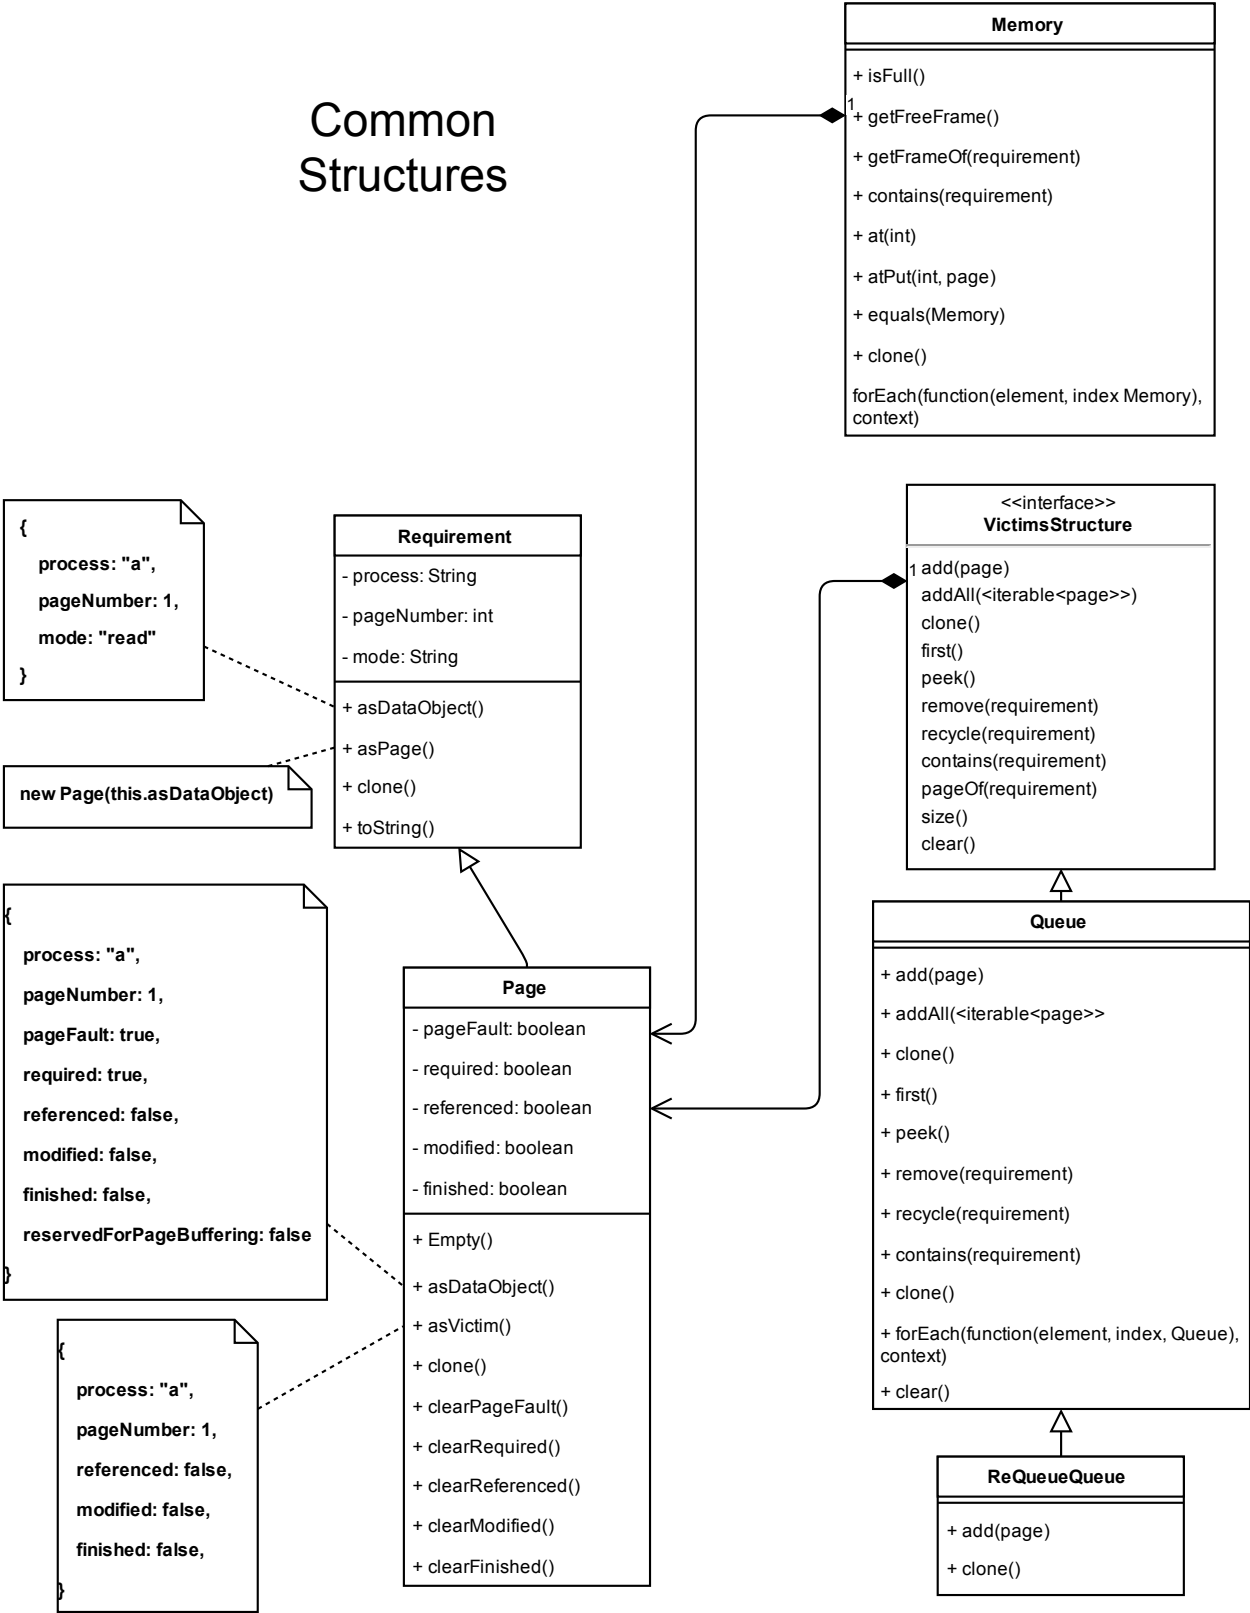 Common
Structures
Memory
+ isFull()
1
+ getFreeFrame()
+ getFrameOf(requirement)
+ contains(requirement)
+ at(int)
+ atPut(int, page)
+ equals(Memory)
+ clone()
forEach(function(element, index Memory),
context)
{
process: "a",
pageNumber: 1,
mode: "read"
}
new Page(this.asDataObject)
Requirement
- process: String
- pageNumber: int
- mode: String
+ asDataObject()
+ asPage()
+ clone()
+ toString()
<<interface>>
VictimsStructure
1
add(page)
addAll(<iterable<page>>)
clone()
first()
peek()
remove(requirement)
recycle(requirement)
contains(requirement)
pageOf(requirement)
size()
clear()
{
process: "a",
pageNumber: 1,
pageFault: true,
required: true,
referenced: false,
modified: false,
finished: false,
reservedForPageBuffering: false
}
{
process: "a",
pageNumber: 1,
referenced: false,
modified: false,
finished: false,
}
Page
- pageFault: boolean
- required: boolean
- referenced: boolean
- modified: boolean
- finished: boolean
+ Empty()
+ asDataObject()
+ asVictim()
+ clone()
+ clearPageFault()
+ clearRequired()
+ clearReferenced()
+ clearModified()
+ clearFinished()
Queue
+ add(page)
+ addAll(<iterable<page>>
+ clone()
+ first()
+ peek()
+ remove(requirement)
+ recycle(requirement)
+ contains(requirement)
+ clone()
+ forEach(function(element, index, Queue),
context)
+ clear()
ReQueueQueue
+ add(page)
+ clone()